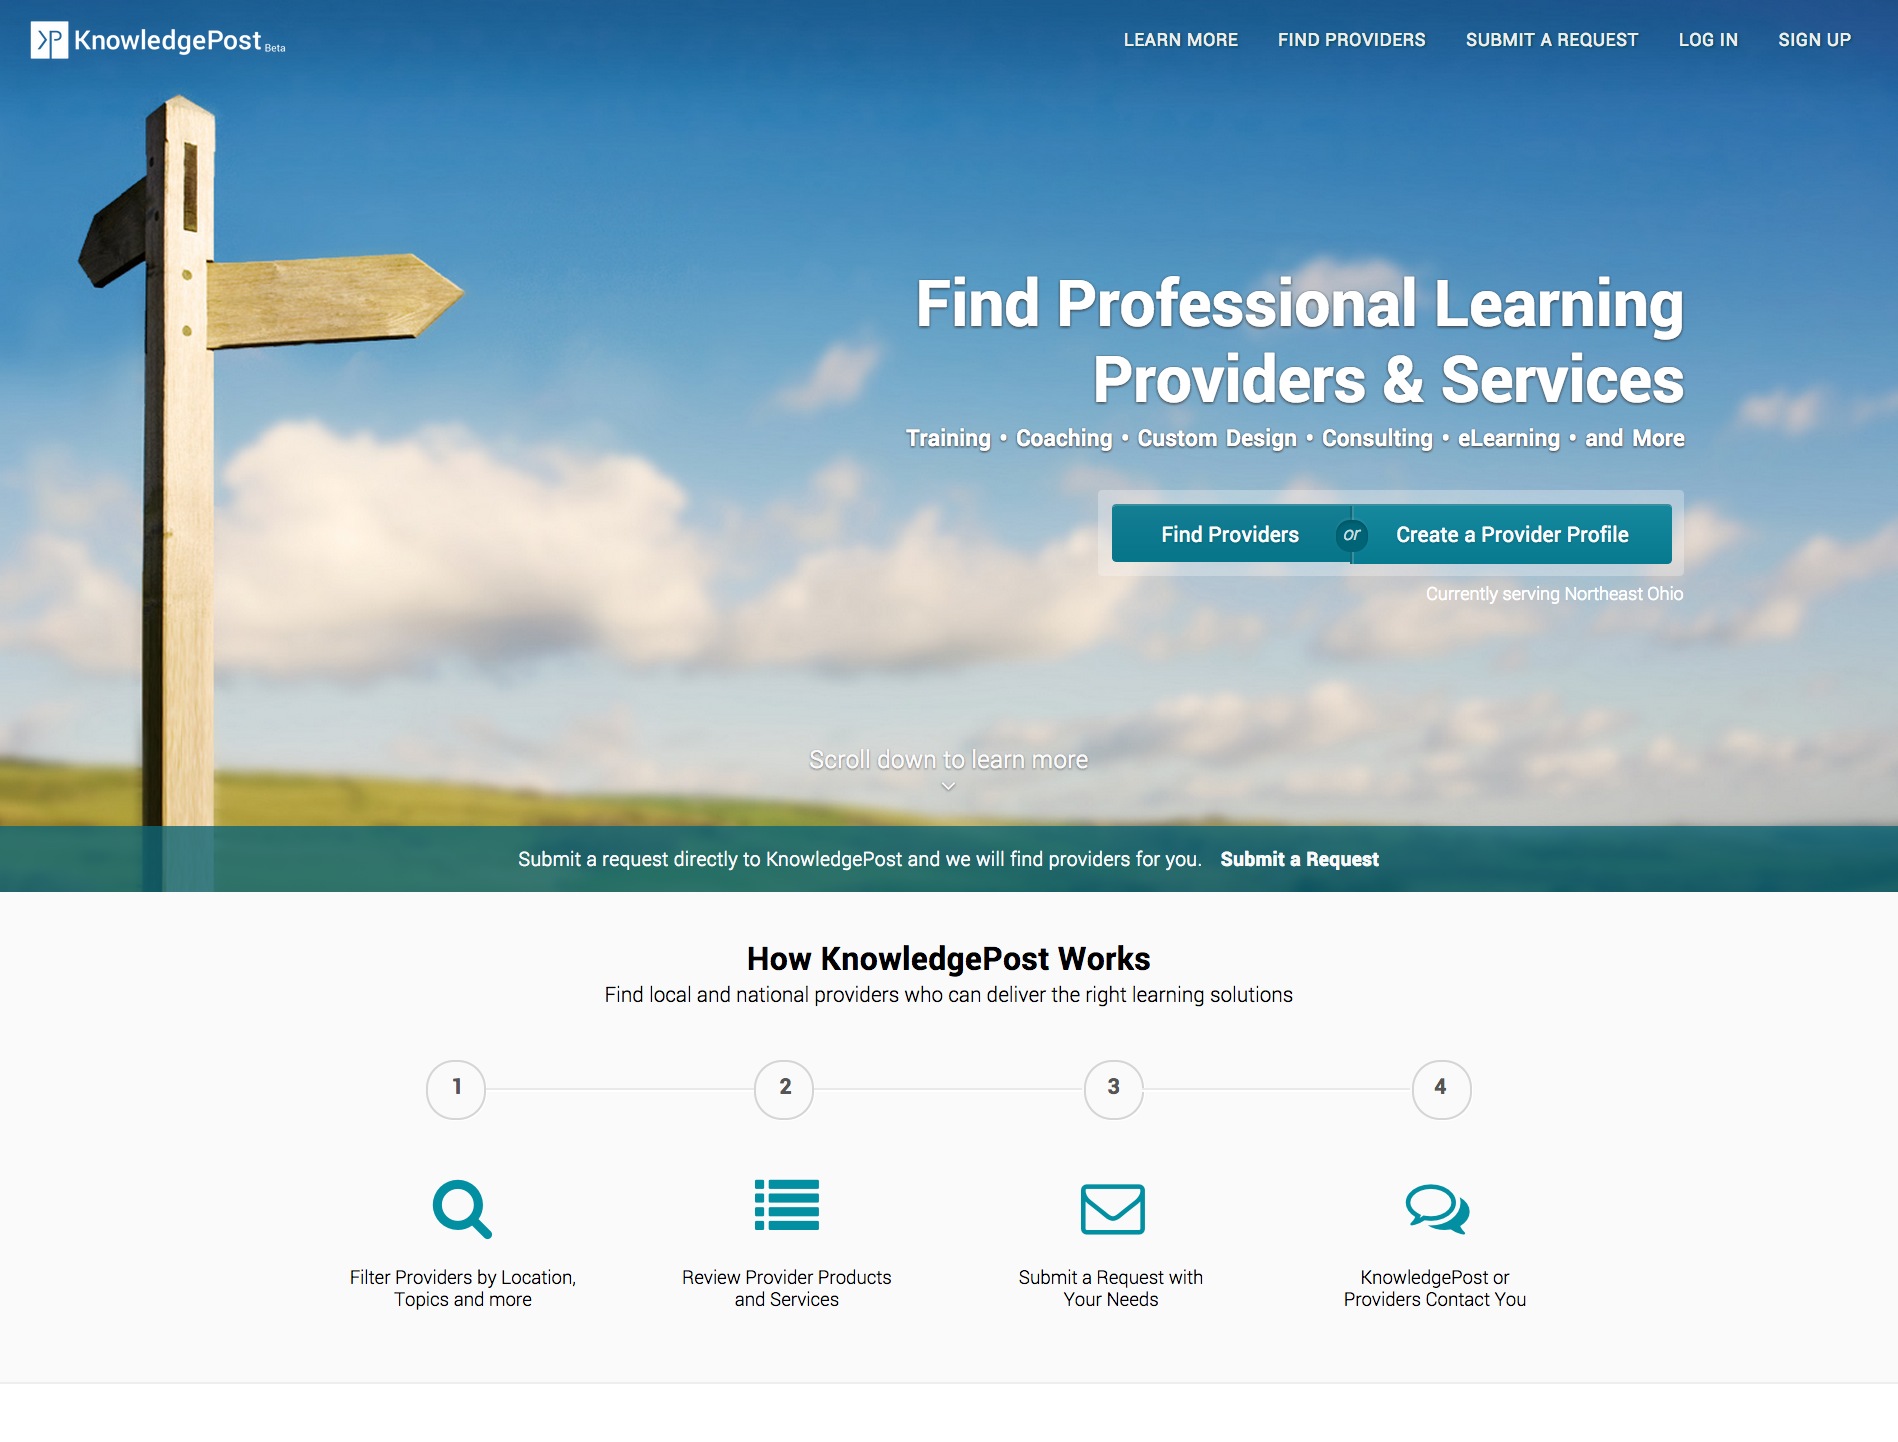 KnowledgePost Beta
LEARN MORE FIND PROVIDERS SUBMIT A REQUEST LOG IN SIGN UP
Find Professional Learning
Providers & Services
Training • Coaching • Custom Design • Consulting • eLearning • and More
Find Providers or Create a Provider Profile
Currently serving Northeast Ohio
Scroll down to learn more
Submit a request directly to KnowledgePost and we will find providers for you. Submit a Request
How KnowledgePost Works
Find local and national providers who can deliver the right learning solutions
1 2 3 4
Filter Providers by Location,
Topics and more
Review Provider Products
and Services
Submit a Request with
Your Needs
KnowledgePost or
Providers Contact You